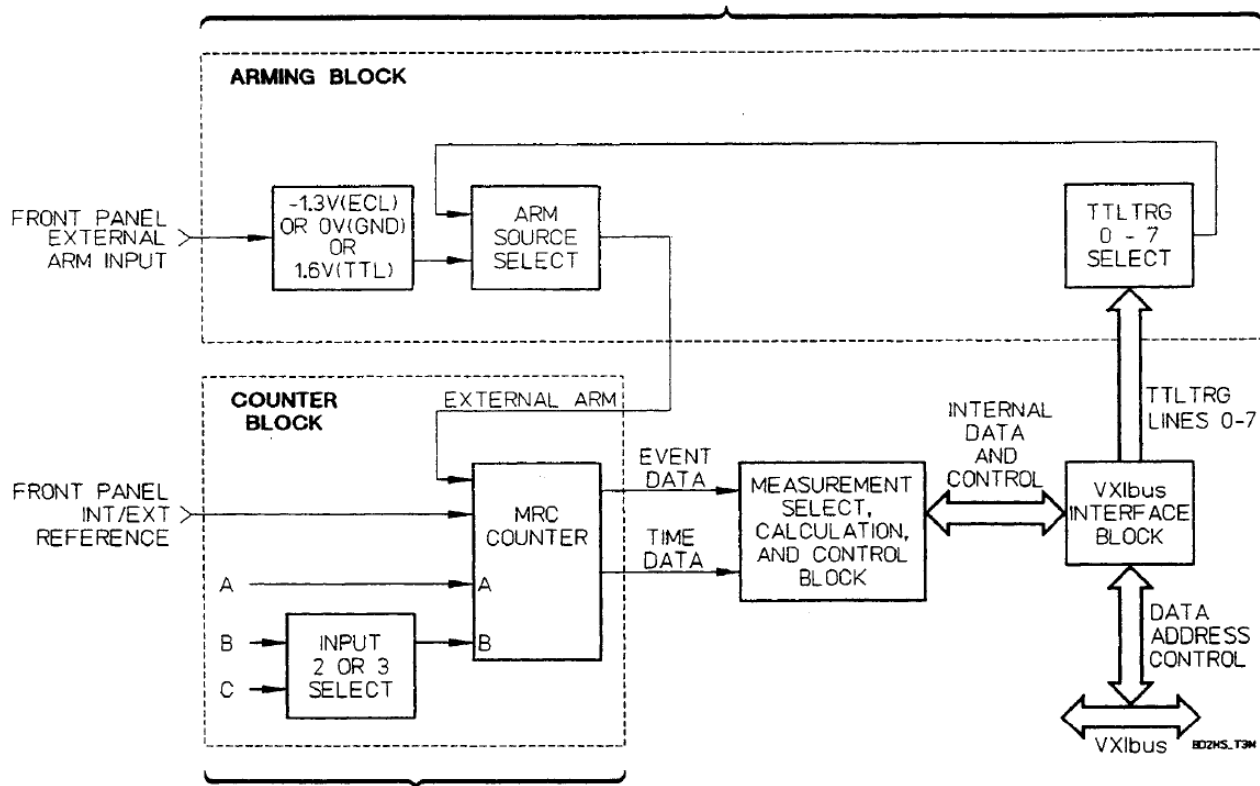 ARMING BLOCK
FRONT PANEL
EXTERNAL
ARM INPUT
-1.3V(ECL)
OR 0V(GND)
OR
1.6V(TTL)
ARM
SOURCE
SELECT
TTLTRG
0 - 7
SELECT
TTLTRG
LINES 0-7
COUNTER
BLOCK
EXTERNAL ARM
FRONT PANEL
INT/EXT
REFERENCE
MRC
COUNTER
A
A
B
B
C
INPUT
2 OR 3
SELECT
EVENT
DATA
TIME
DATA
MEASUREMENT
SELECT,
CALCULATION,
AND CONTROL
BLOCK
INTERNAL
DATA
AND
CONTROL
VXIbus
INTERFACE
BLOCK
DATA
ADDRESS
CONTROL
VXIbus
BD2MS_T3M